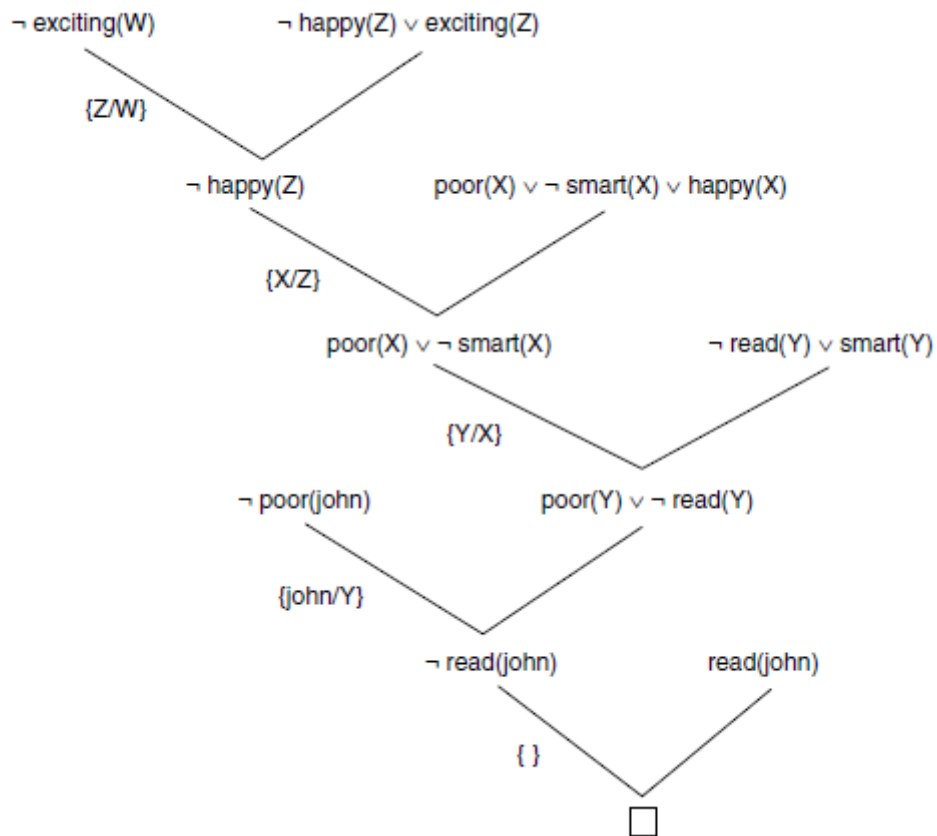 ¬ exciting(W) ¬ happy(Z) ∨ exciting(Z)
{Z/W}
¬ happy(Z) poor(X) ∨ ¬ smart(X) ∨ happy(X)
{X/Z}
poor(X) ∨ ¬ smart(X) ¬ read(Y) ∨ smart(Y)
{Y/X}
¬ poor(john) poor(Y) ∨ ¬ read(Y)
{john/Y}
¬ read(john) read(john)
{ }